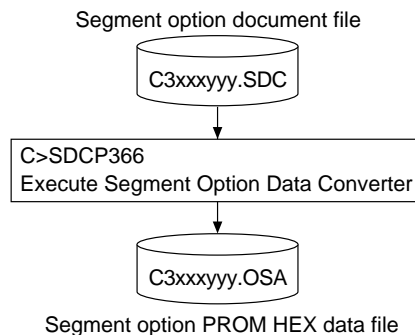 Segment option document file
C3xxxyyy.SDC
C>SDCP366
Execute Segment Option Data Converter
C3xxxyyy.OSA
Segment option PROM HEX data file